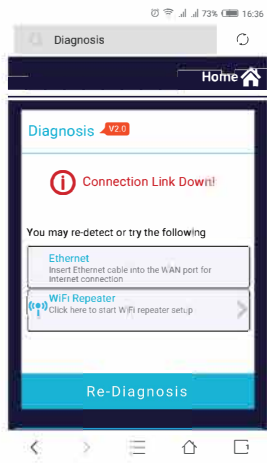 73% 16:36
Diagnosis
Home
Diagnosis V2.0
Connection Link Down!
You may re-detect or try the following
Ethernet
Insert Ethernet cable into the WAN port for
Internet connection
WiFi Repeater
Click here to start WiFi repeater setup
Re-Diagnosis